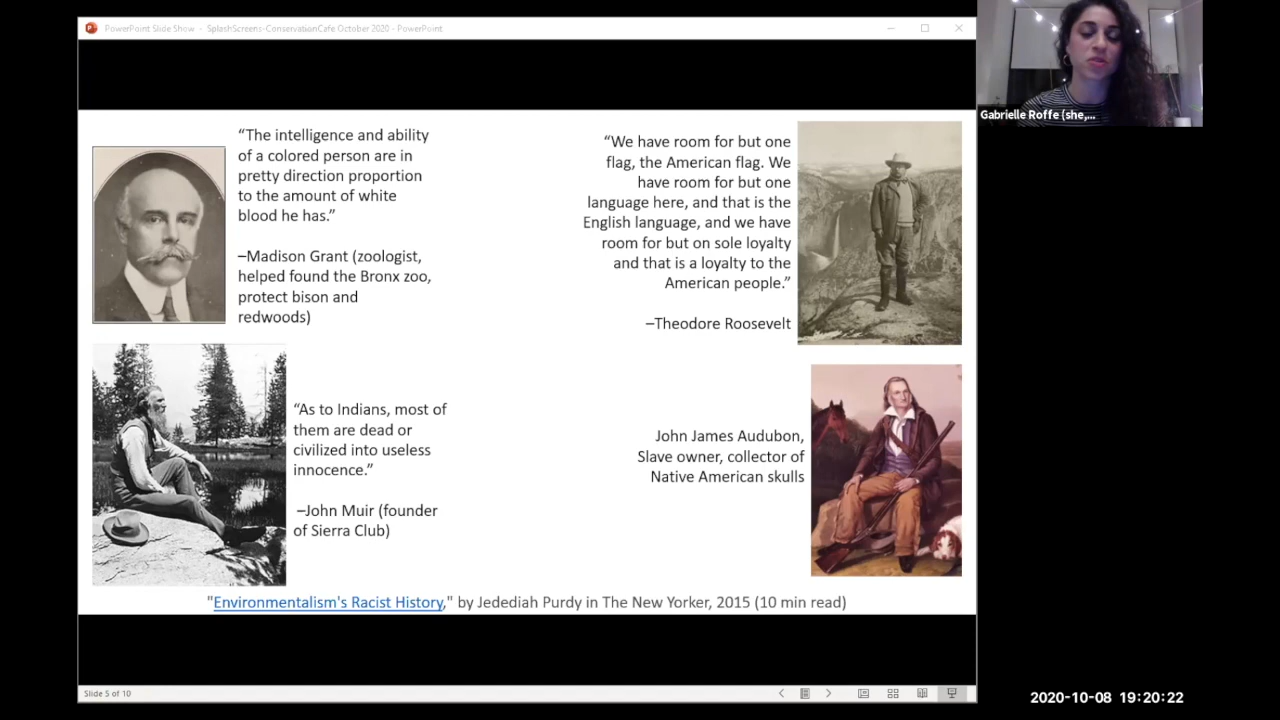 PowerPoint Slide Show - SplashScreens-ConservationCafe October 2020 - PowerPoint
“The intelligence and ability
of a colored person are in
pretty direction proportion
to the amount of white
blood he has.”
–Madison Grant (zoologist,
helped found the Bronx zoo,
protect bison and
redwoods)
“We have room for but one
flag, the American flag. We
have room for but one
language here, and that is the
English language, and we have
room for but on sole loyalty
and that is a loyalty to the
American people.”
–Theodore Roosevelt
“As to Indians, most of
them are dead or
civilized into useless
innocence.”
–John Muir (founder
of Sierra Club)
John James Audubon,
Slave owner, collector of
Native American skulls
"Environmentalism's Racist History," by Jedediah Purdy in The New Yorker, 2015 (10 min read)
Slide 5 of 10
Gabrielle Roffe (she,...
2020-10-08 19:20:22